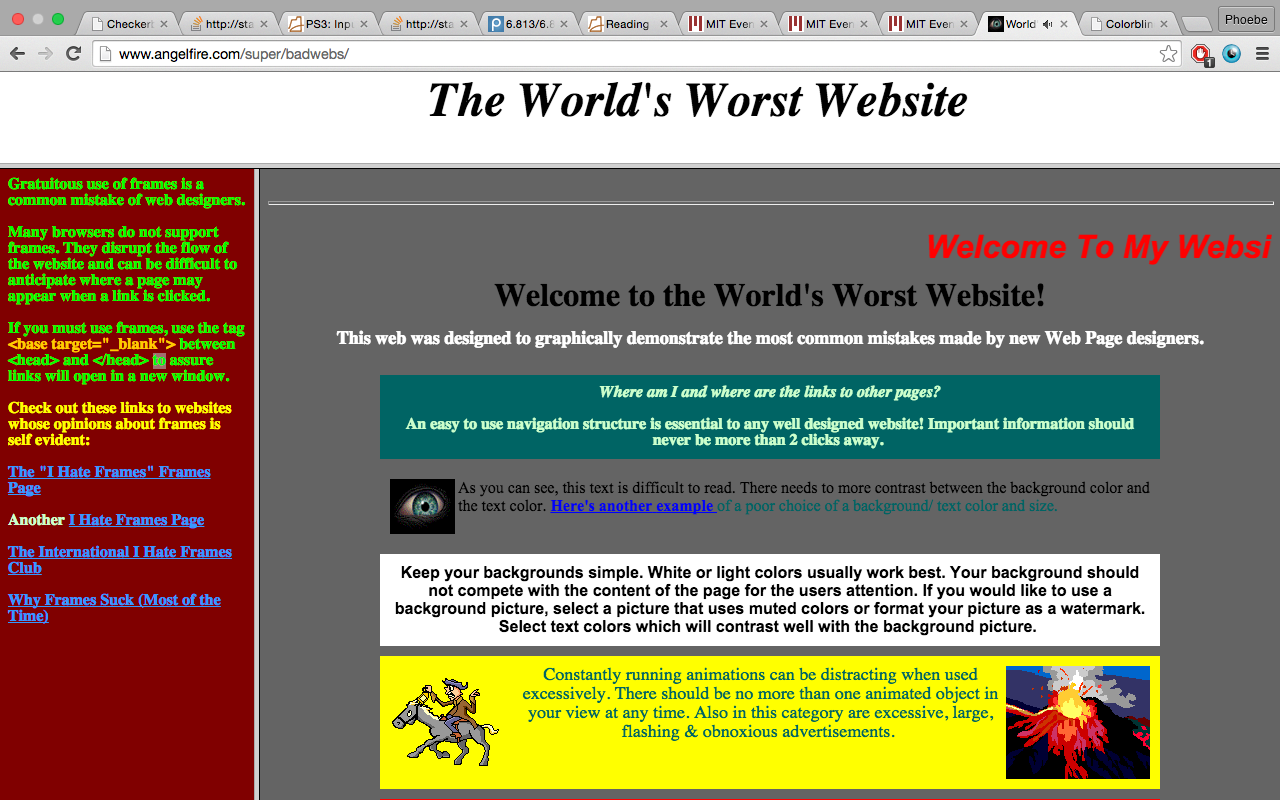 Checkerb
http://sta
PS3: Inpu
http://sta
6.813/6.8
Reading
MIT Even
MIT Even
MIT Even
World'
Colorblin
Phoebe
www.angelfire.com/super/badwebs/
1
The World's Worst Website
Gratuitous use of frames is a
common mistake of web designers.
Many browsers do not support
frames. They disrupt the flow of
the website and can be difficult to
anticipate where a page may
appear when a link is clicked.
If you must use frames, use the tag
<base target="_blank"> between
<head> and </head> to assure
links will open in a new window.
Check out these links to websites
whose opinions about frames is
self evident:
The "I Hate Frames" Frames
Page
Another I Hate Frames Page
The International I Hate Frames
Club
Why Frames Suck (Most of the
Time)
Welcome To My Websi
Welcome to the World's Worst Website!
This web was designed to graphically demonstrate the most common mistakes made by new Web Page designers.
Where am I and where are the links to other pages?
An easy to use navigation structure is essential to any well designed website! Important information should
never be more than 2 clicks away.
As you can see, this text is difficult to read. There needs to more contrast between the background color and
the text color. Here's another example of a poor choice of a background/ text color and size.
Keep your backgrounds simple. White or light colors usually work best. Your background should
not compete with the content of the page for the users attention. If you would like to use a
background picture, select a picture that uses muted colors or format your picture as a watermark.
Select text colors which will contrast well with the background picture.
Constantly running animations can be distracting when used
excessively. There should be no more than one animated object in
your view at any time. Also in this category are excessive, large,
flashing & obnoxious advertisements.